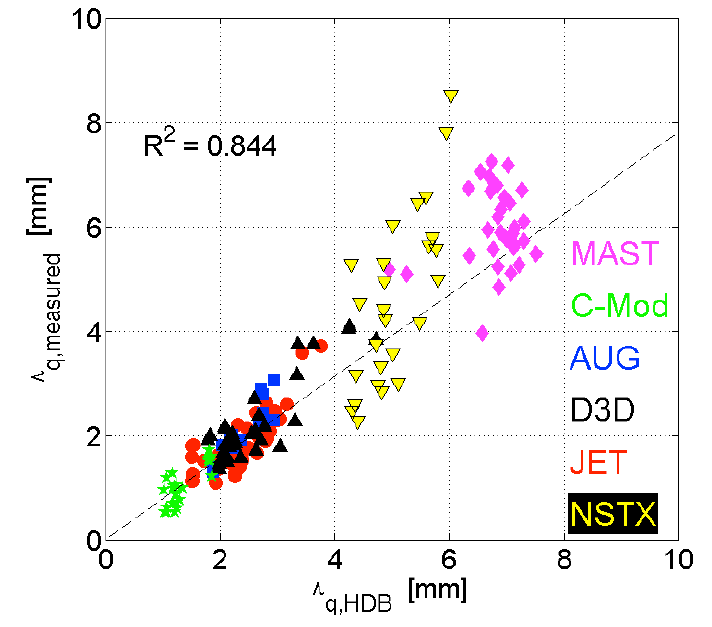 10
8
6
4
2
0
0 2 4 6 8 10
R² = 0.844
MAST
C-Mod
AUG
D3D
JET
NSTX
λq,measured [mm]
λq,HDB [mm]